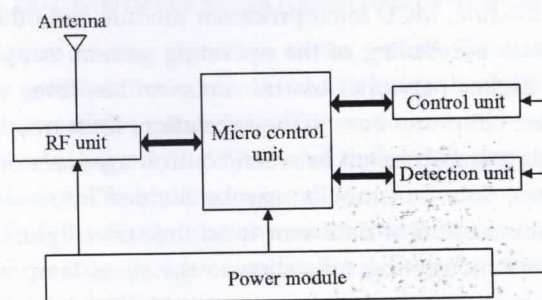 Antenna
RF unit
Micro control
unit
Control unit
Detection unit
Power module